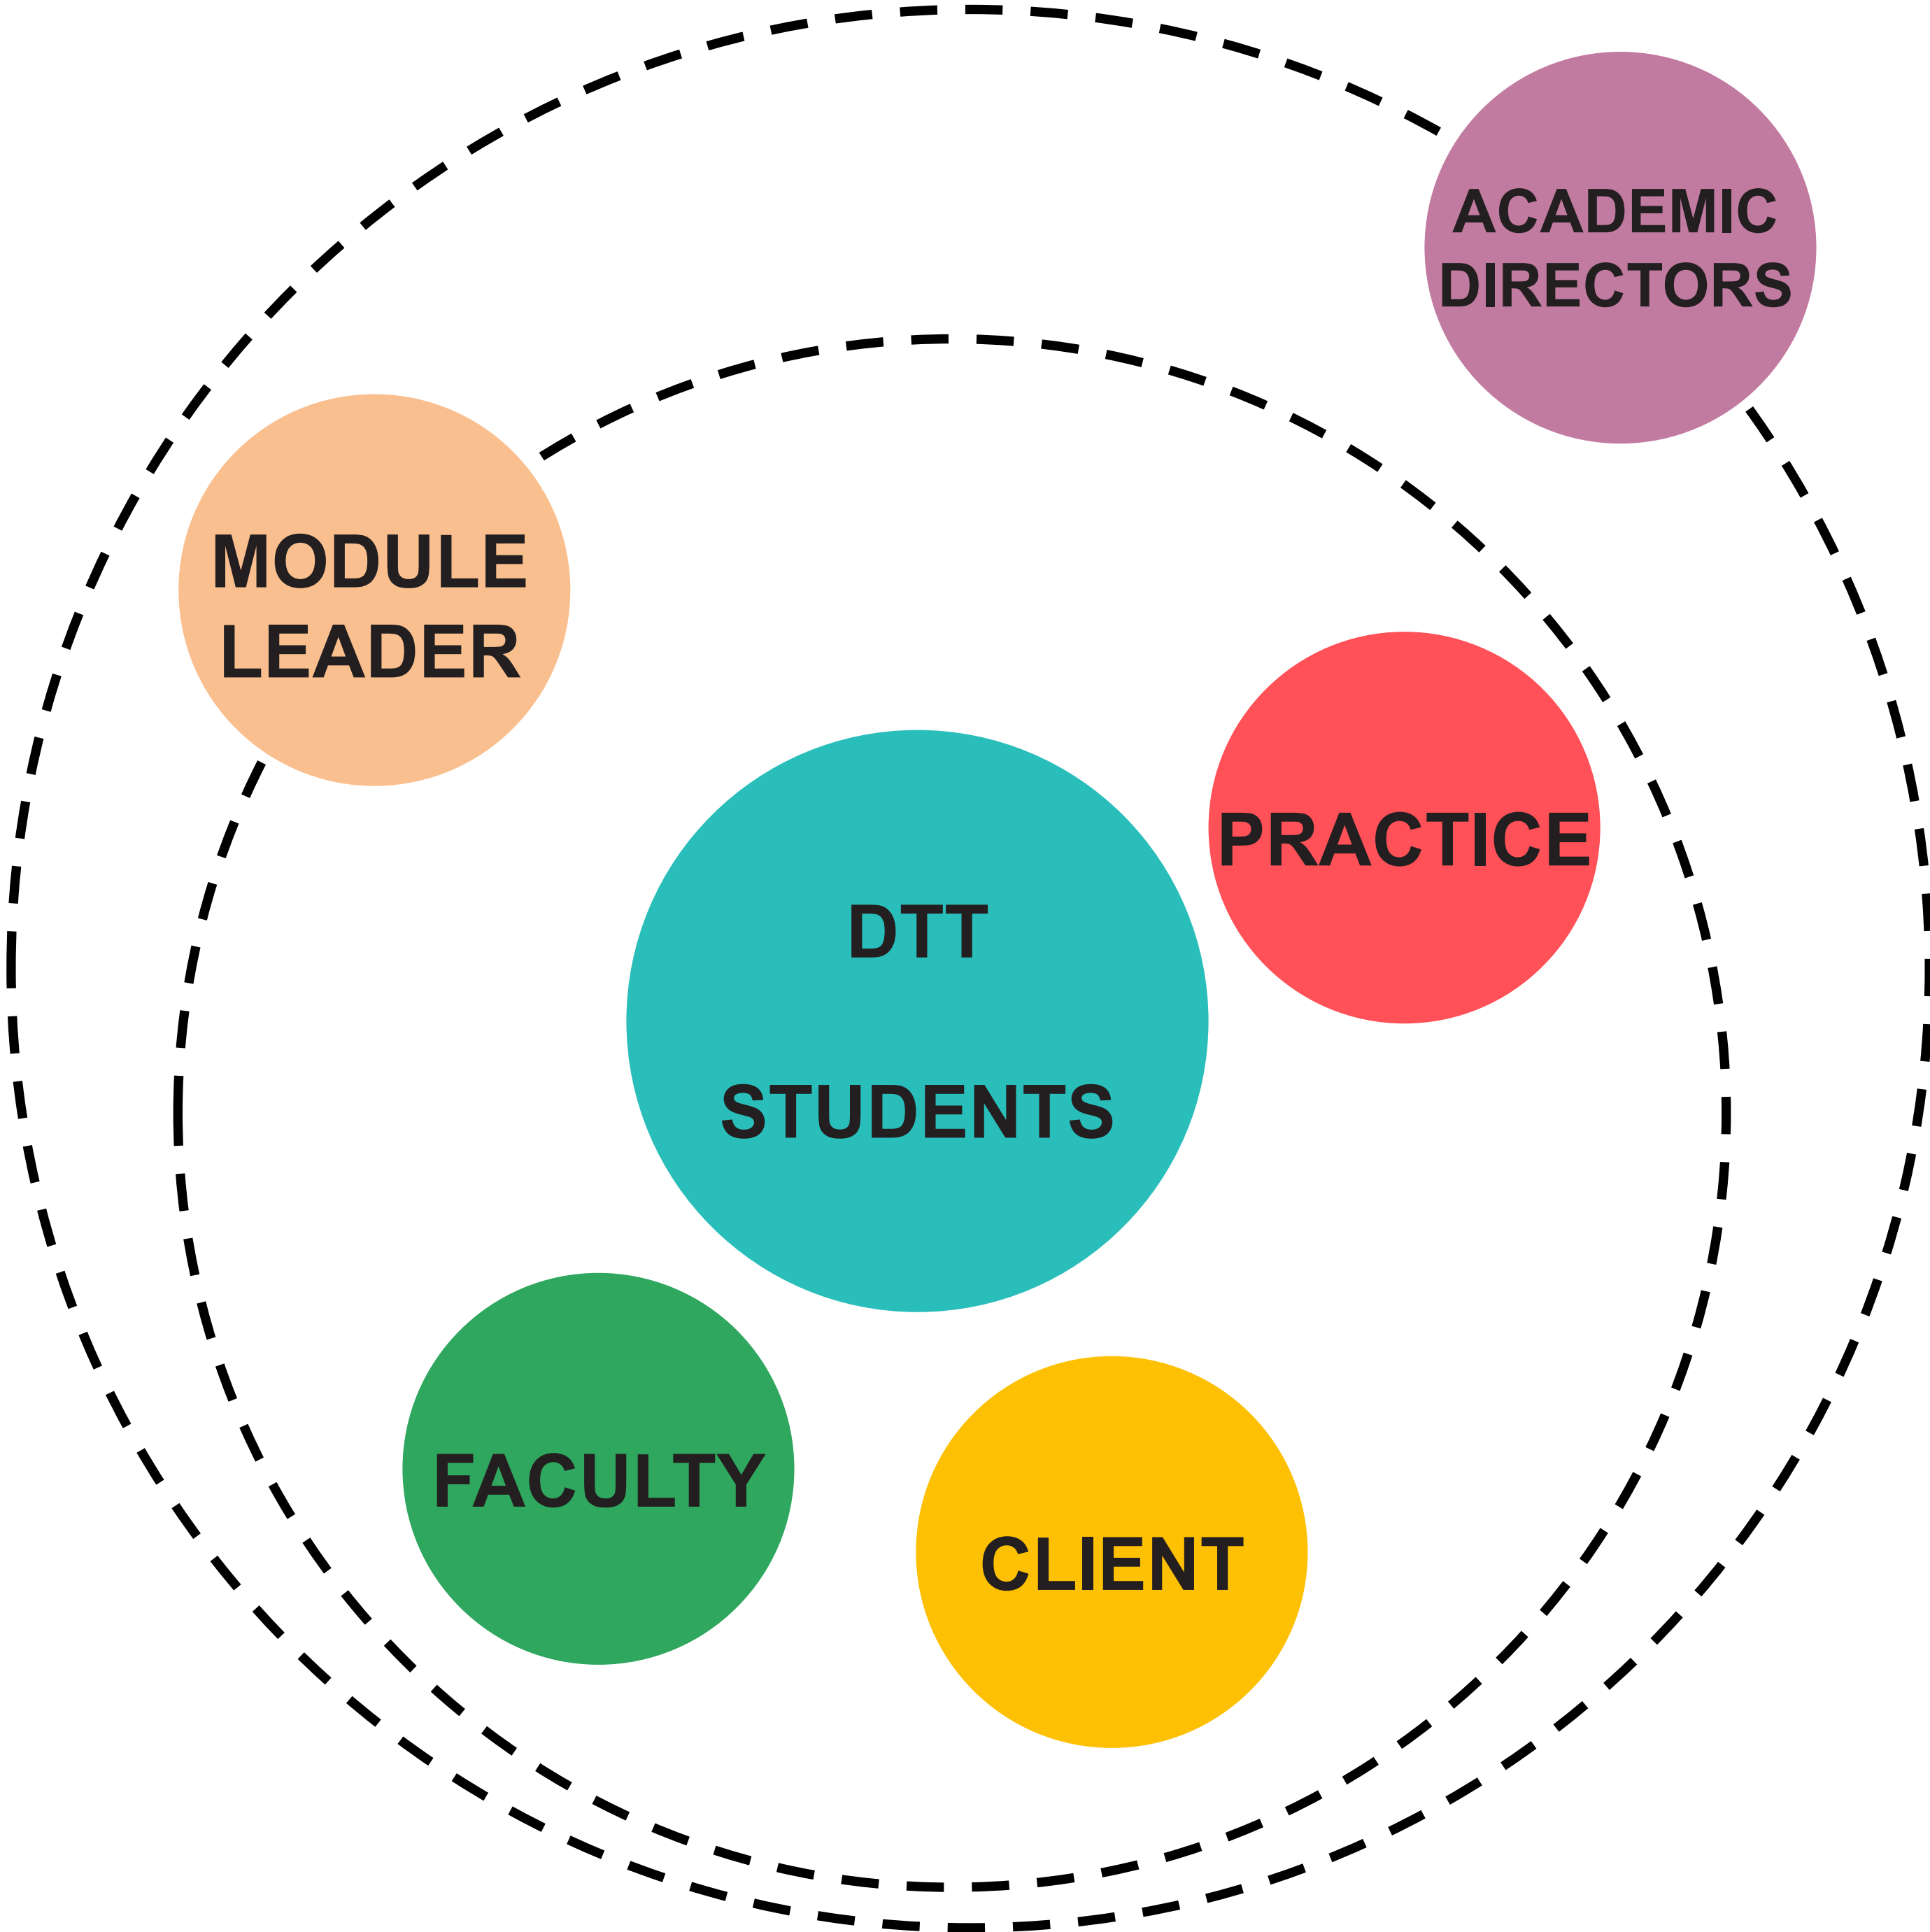 ACADEMIC
DIRECTORS
MODULE
LEADER
PRACTICE
DTT
STUDENTS
FACULTY
CLIENT